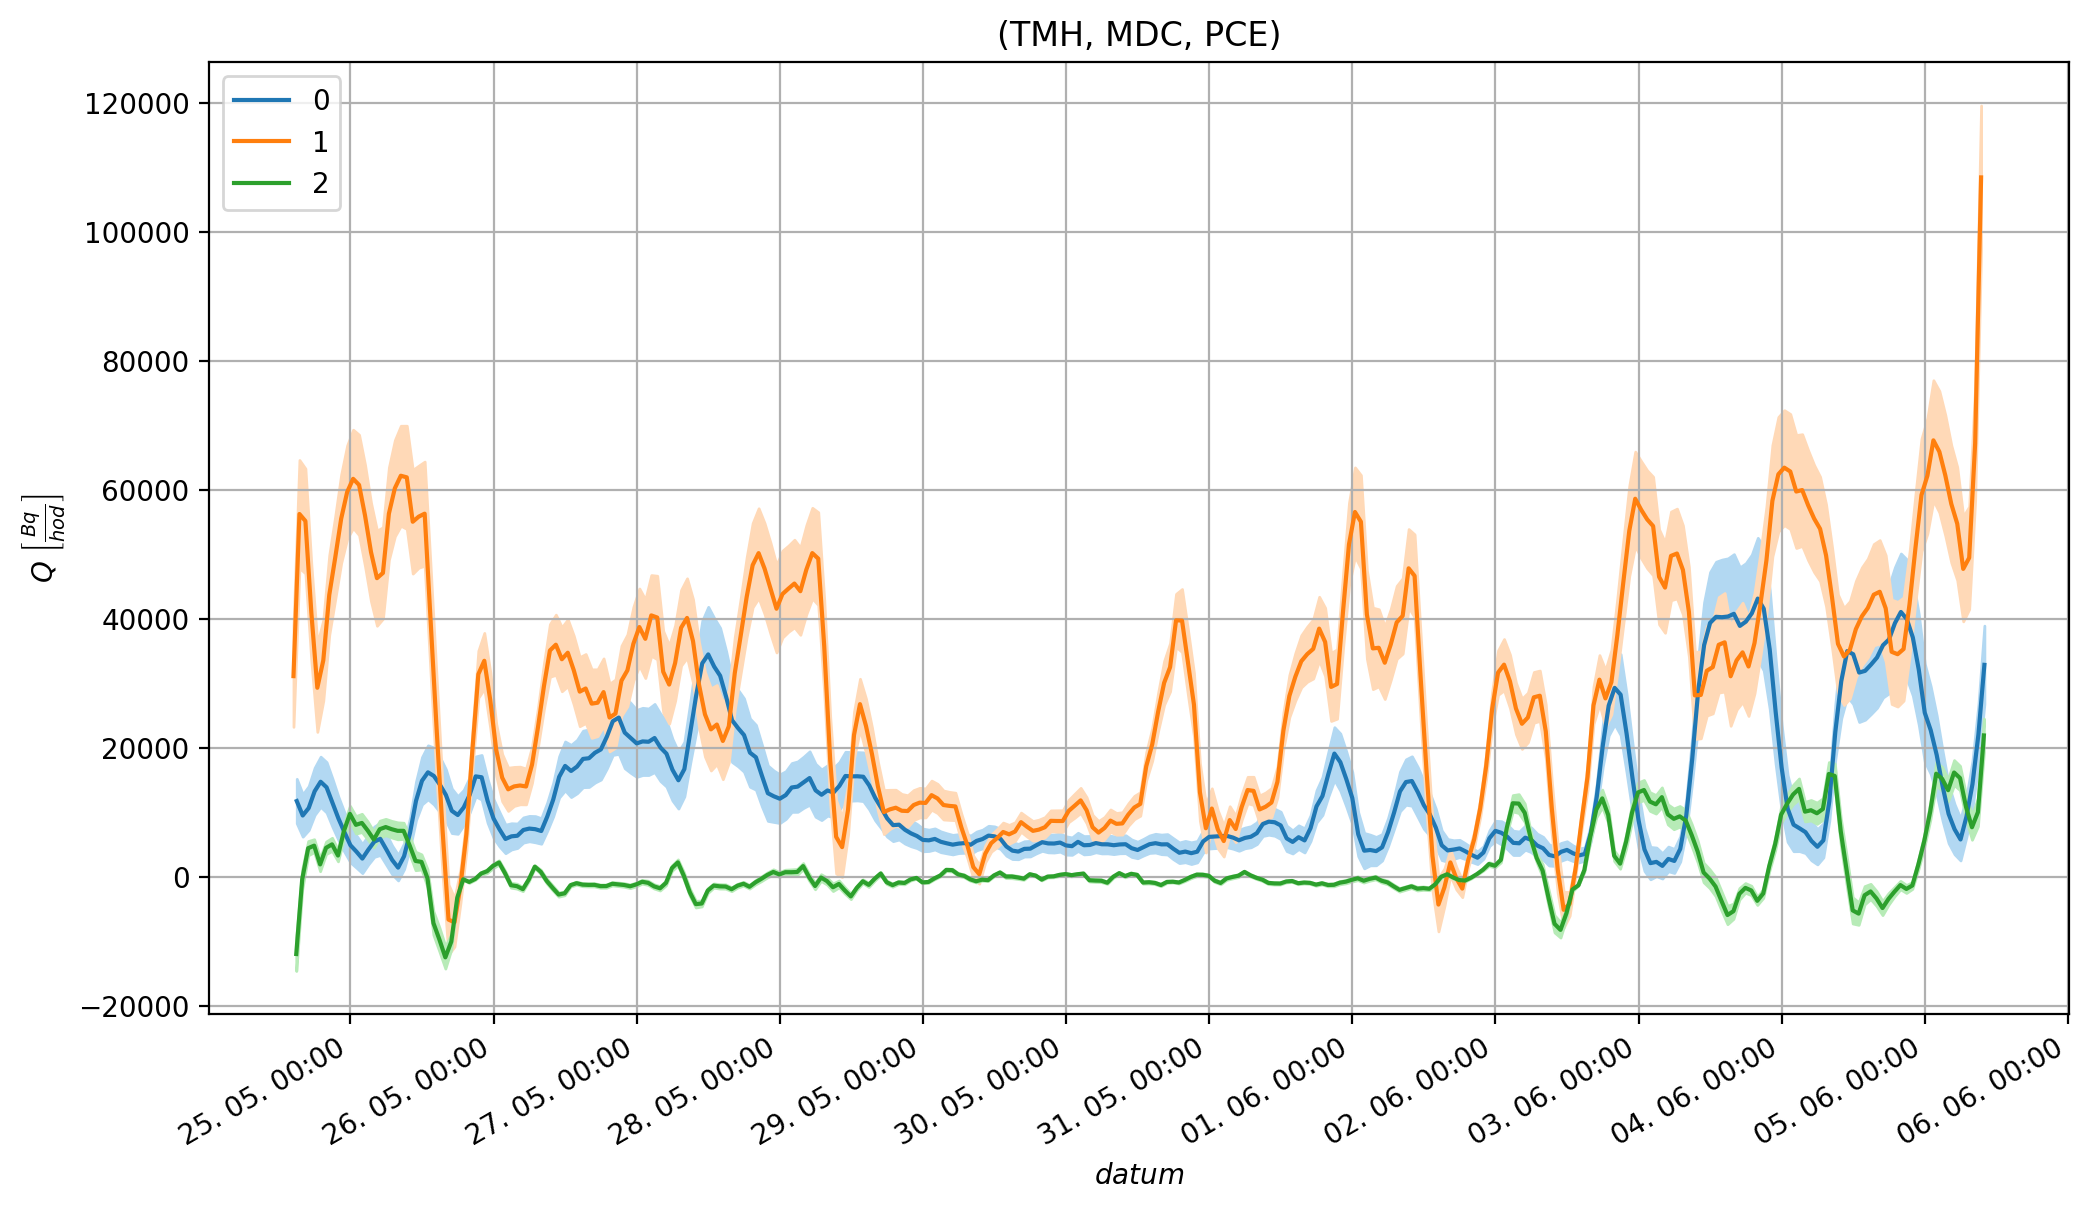 (TMH, MDC, PCE)
0
1
2
120000
100000
80000
60000
40000
20000
0
−20000
Q [Bq/hod]
25. 05. 00:00
26. 05. 00:00
27. 05. 00:00
28. 05. 00:00
29. 05. 00:00
30. 05. 00:00
31. 05. 00:00
01. 06. 00:00
02. 06. 00:00
03. 06. 00:00
04. 06. 00:00
05. 06. 00:00
06. 06. 00:00
datum